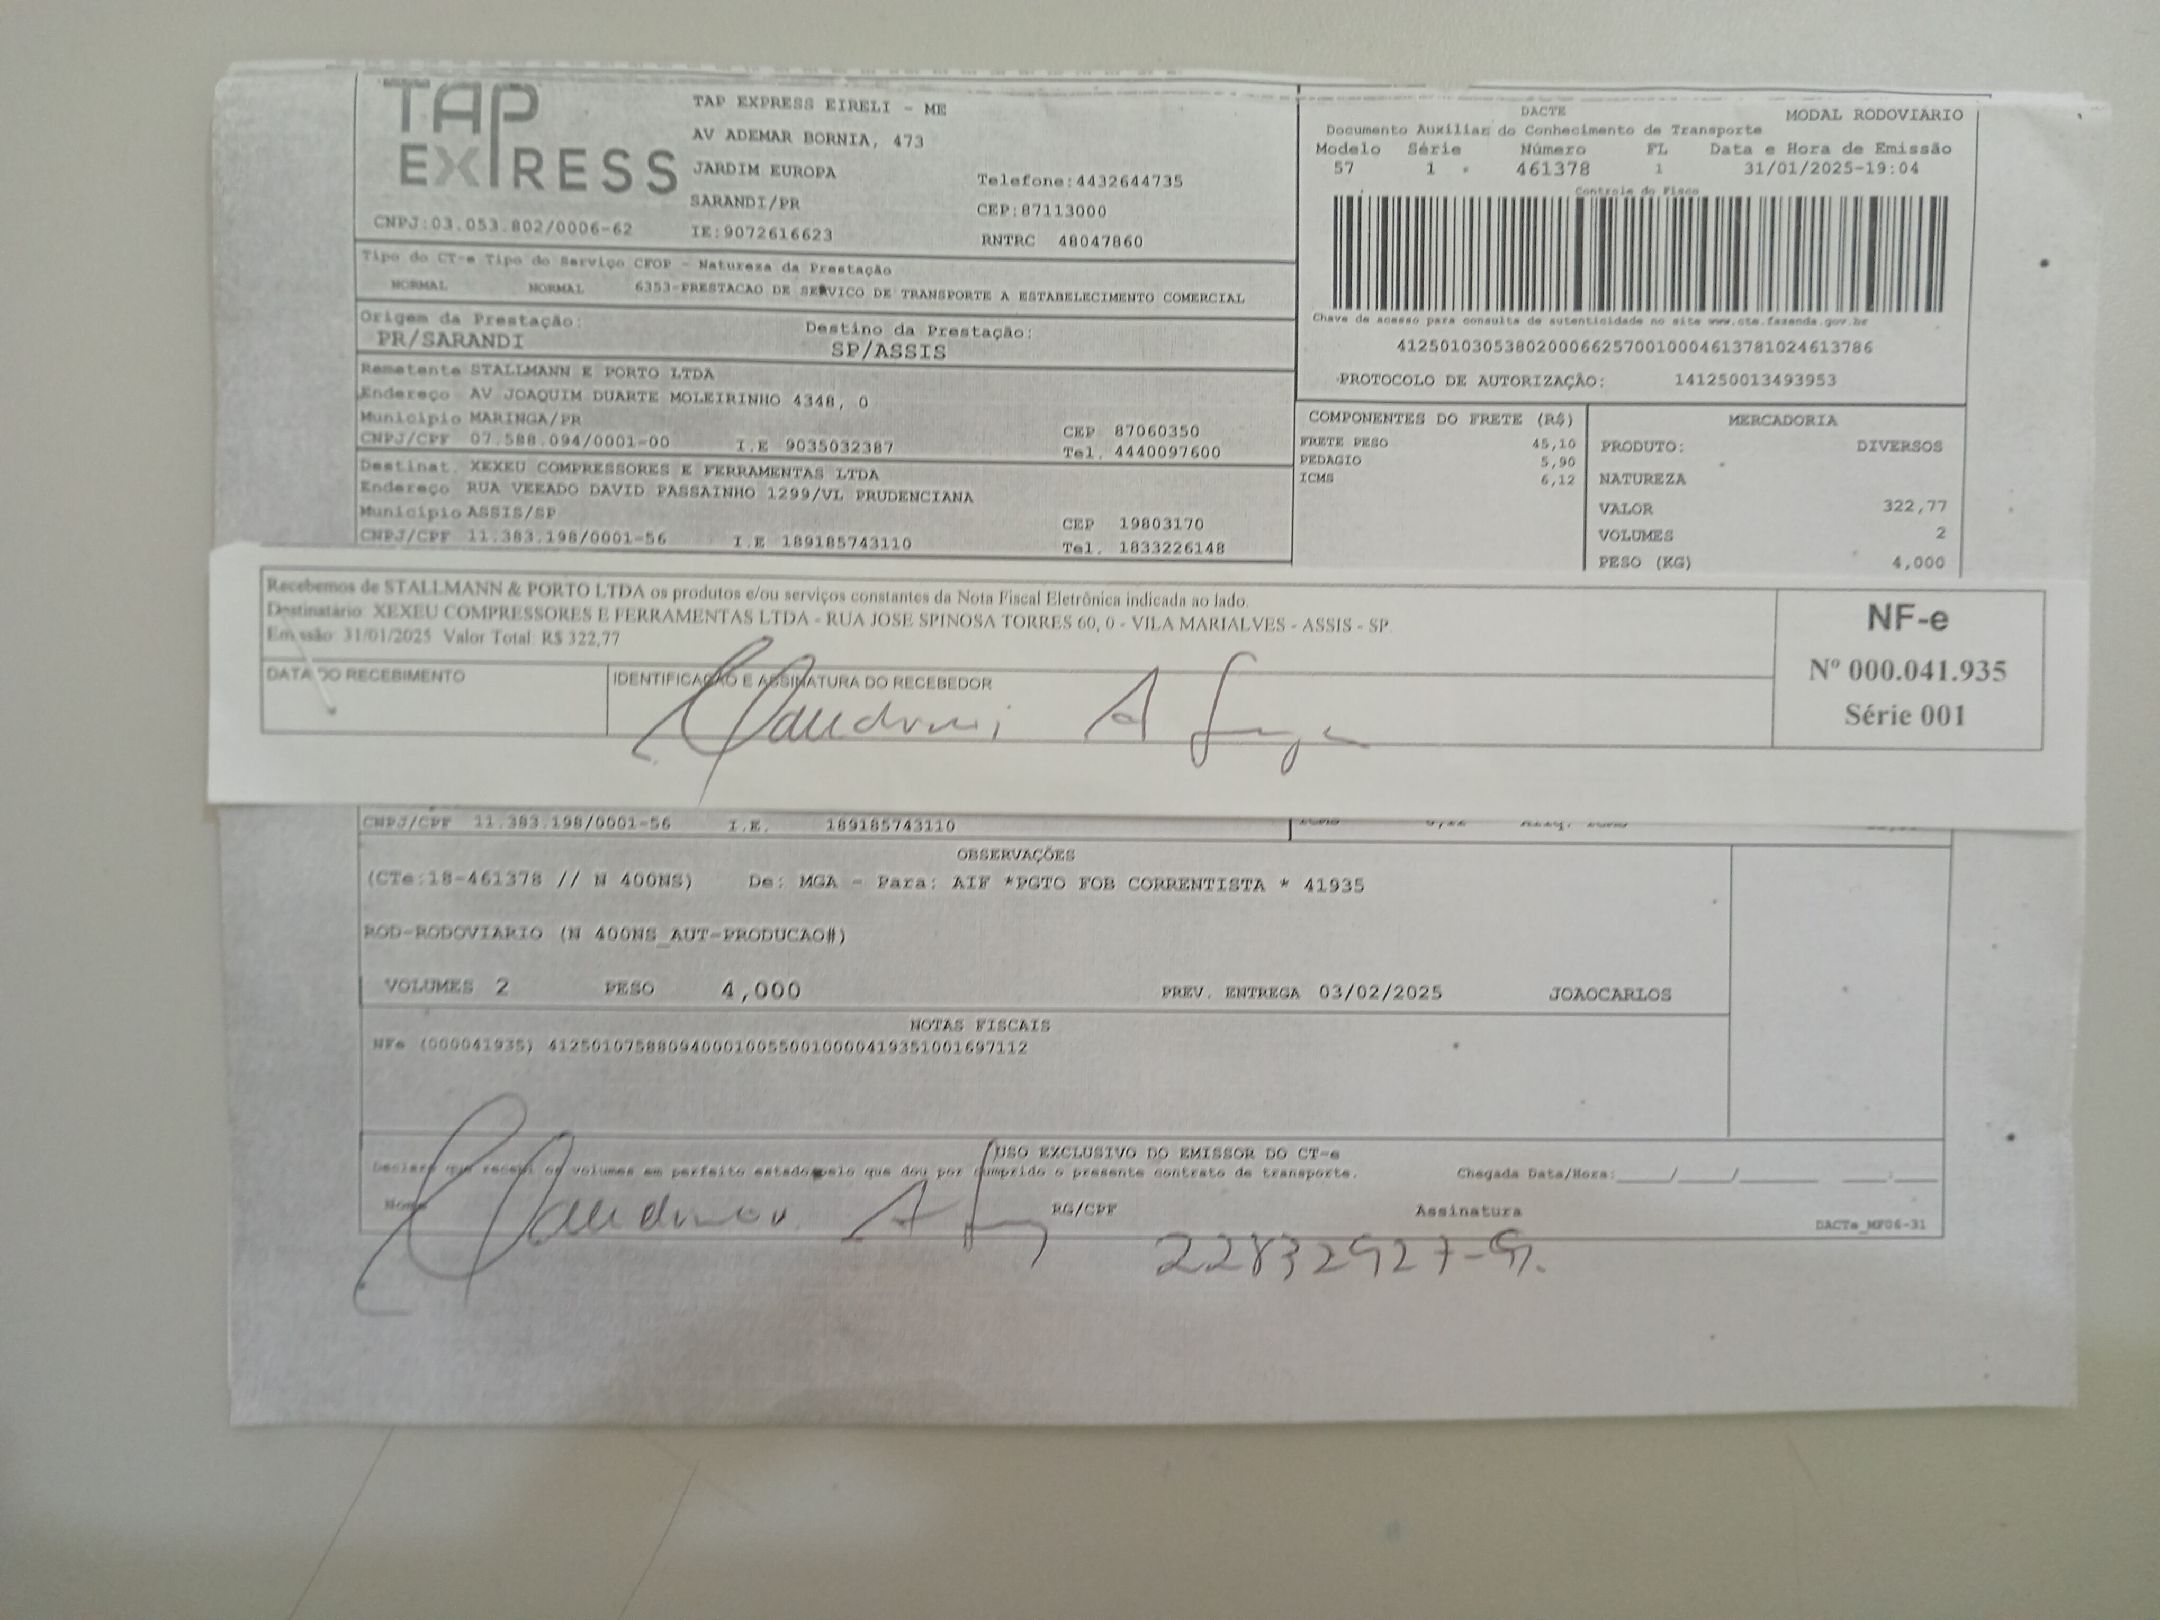 TAP
EXPRESS
TAP EXPRESS EIRELI - ME
AV ADEMAR BORNIA, 473
JARDIM EUROPA
SARANDI/PR
IE:9072616623
Telefone:4432644735
CEP:87113000
RNTRC 48047860
CNPJ:03.053.802/0006-62
DACTE
MODAL RODOVIARIO
Documento Auxiliar do Conhecimento de Transporte
Modelo Série Número FL Data e Hora de Emissão
57 1 461378 1 31/01/2025-19:04
Controle do Fisco
Chave de acesso para consulta de autenticidade no site www.cte.fazenda.gov.br
41250103053802000662570010004613781024613786
PROTOCOLO DE AUTORIZAÇÃO: 141250013493953
Tipo do CT-e Tipo do Serviço CFOP - Natureza da Prestação
NORMAL NORMAL 6353-PRESTACAO DE SERVICO DE TRANSPORTE A ESTABELECIMENTO COMERCIAL
Origem da Prestação: Destino da Prestação:
PR/SARANDI SP/ASSIS
Remetente STALLMANN E PORTO LTDA
Endereço AV JOAQUIM DUARTE MOLEIRINHO 4348, 0
Município MARINGA/PR CEP 87060350
CNPJ/CPF 07.588.094/0001-00 I.E 9035032387 Tel. 4440097600
Destinat. XEXEU COMPRESSORES E FERRAMENTAS LTDA
Endereço RUA VEREADO DAVID PASSAINHO 1299/VL PRUDENCIANA
Município ASSIS/SP CEP 19803170
CNPJ/CPF 11.383.198/0001-56 I.E 189185743110 Tel. 1833226148
COMPONENTES DO FRETE (R$)
FRETE PESO 45,10
PEDAGIO 5,90
ICMS 6,12
MERCADORIA
PRODUTO: DIVERSOS
NATUREZA
VALOR 322,77
VOLUMES 2
PESO (KG) 4,000
Recebemos de STALLMANN & PORTO LTDA os produtos e/ou serviços constantes da Nota Fiscal Eletrônica indicada ao lado.
Destinatário: XEXEU COMPRESSORES E FERRAMENTAS LTDA - RUA JOSE SPINOSA TORRES 60, 0 - VILA MARIALVES - ASSIS - SP
Emissão: 31/01/2025 Valor Total: R$ 322,77
DATA DO RECEBIMENTO
IDENTIFICAÇÃO E ASSINATURA DO RECEBEDOR
NF-e
Nº 000.041.935
Série 001
CNPJ/CPF 11.383.198/0001-56 I.E. 189185743110
OBSERVAÇÕES
(CTe:18-461378 // N 400NS) De: MGA - Para: AIF *PGTO FOB CORRENTISTA * 41935
ROD-RODOVIARIO (N 400NS_AUT-PRODUCAO#)
VOLUMES 2 PESO 4,000 PREV. ENTREGA 03/02/2025 JOAOCARLOS
NOTAS FISCAIS
NFe (000041935) 41250107588094000100550010000419351001697112
USO EXCLUSIVO DO EMISSOR DO CT-e
Declaro que recebi os volumes em perfeito estado pelo que dou por cumprido o presente contrato de transporte. Chegada Data/Hora:_____/_____/_______ ____:____
Nome RG/CPF Assinatura
DACTe_MF06-31
22832927-9.